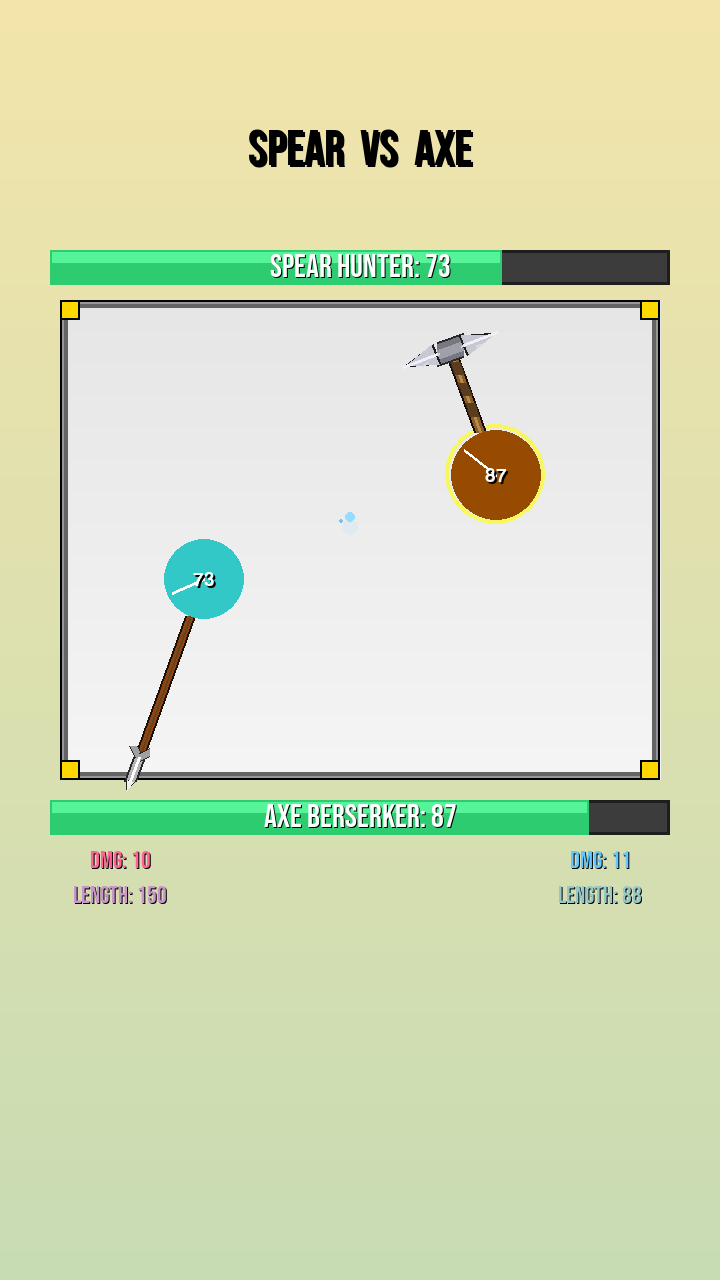 SPEAR VS AXE
SPEAR HUNTER: 73
87
73
AXE BERSERKER: 87
DMG: 10
DMG: 11
LENGTH: 150
LENGTH: 88